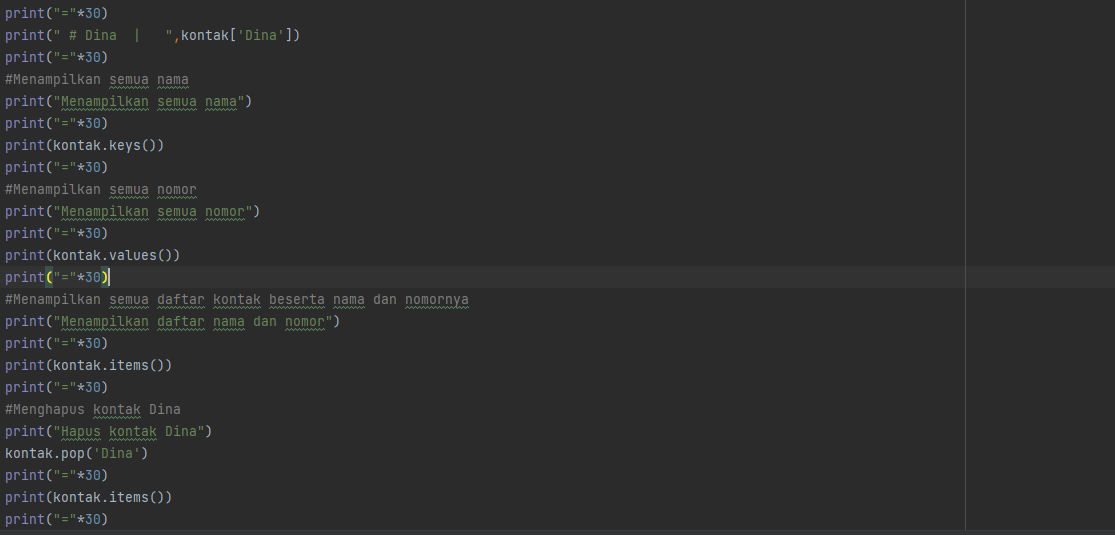 print("="*30)
print(" # Dina  |   ",kontak['Dina'])
print("="*30)
#Menampilkan semua nama
print("Menampilkan semua nama")
print("="*30)
print(kontak.keys())
print("="*30)
#Menampilkan semua nomor
print("Menampilkan semua nomor")
print("="*30)
print(kontak.values())
print("="*30)
#Menampilkan semua daftar kontak beserta nama dan nomornya
print("Menampilkan daftar nama dan nomor")
print("="*30)
print(kontak.items())
print("="*30)
#Menghapus kontak Dina
print("Hapus kontak Dina")
kontak.pop('Dina')
print("="*30)
print(kontak.items())
print("="*30)